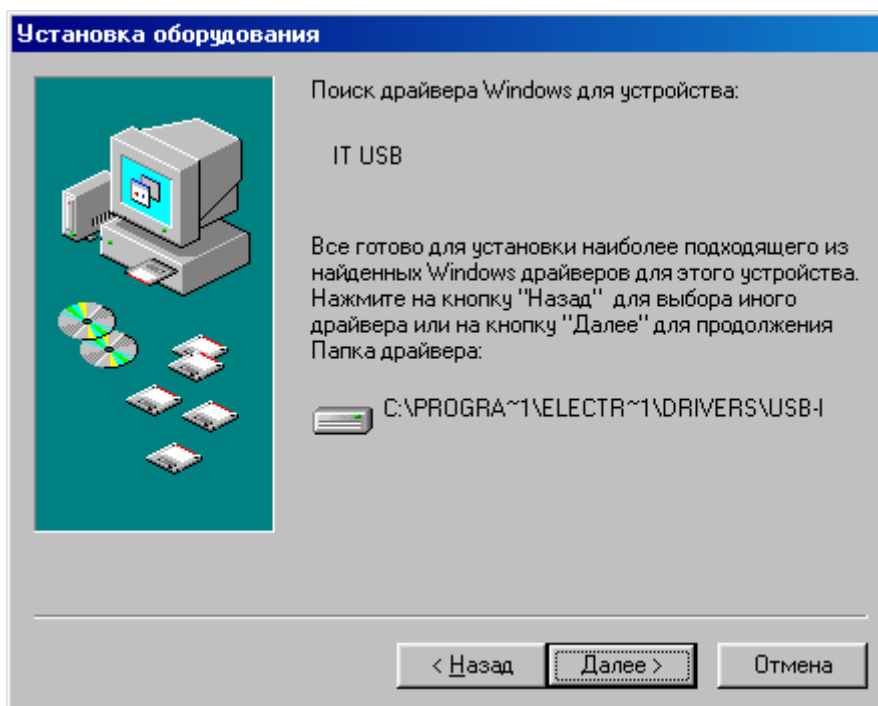 Установка оборудования
Поиск драйвера Windows для устройства:
IT USB
Все готово для установки наиболее подходящего из
найденных Windows драйверов для этого устройства.
Нажмите на кнопку "Назад" для выбора иного
драйвера или на кнопку "Далее" для продолжения
Папка драйвера:
C:\PROGRA~1\ELECTR~1\DRIVERS\USB-I
< Назад Далее > Отмена